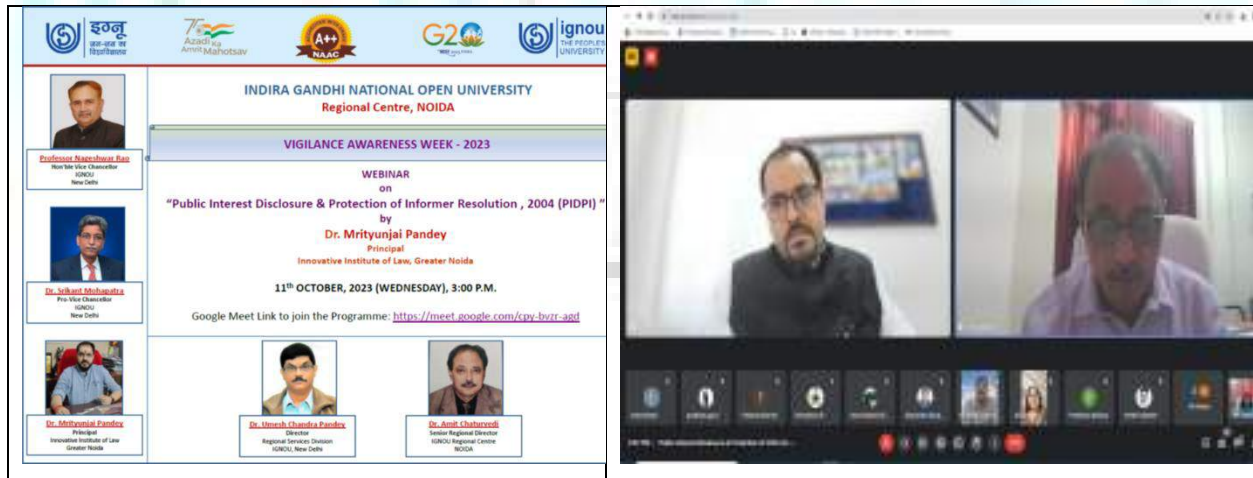 इग्नू
जन-जन का
विश्वविद्यालय
75
Azadi Ka
Amrit Mahotsav
A++
NAAC
G20
ignou
THE PEOPLE'S
UNIVERSITY
INDIRA GANDHI NATIONAL OPEN UNIVERSITY
Regional Centre, NOIDA
VIGILANCE AWARENESS WEEK - 2023
WEBINAR
on
“Public Interest Disclosure & Protection of Informer Resolution , 2004 (PIDPI) ”
by
Dr. Mrityunjai Pandey
Principal
Innovative Institute of Law, Greater Noida
11th OCTOBER, 2023 (WEDNESDAY), 3:00 P.M.
Google Meet Link to join the Programme: https://meet.google.com/cpy-bvzr-agd
Professor Nageshwar Rao
Hon'ble Vice Chancellor
IGNOU
New Delhi
Dr. Srikant Mohapatra
Pro-Vice Chancellor
IGNOU
New Delhi
Dr. Mrityunjai Pandey
Principal
Innovative Institute of Law
Greater Noida
Dr. Umesh Chandra Pandey
Director
Regional Services Division
IGNOU, New Delhi
Dr. Amit Chaturvedi
Senior Regional Director
IGNOU Regional Centre
NOIDA